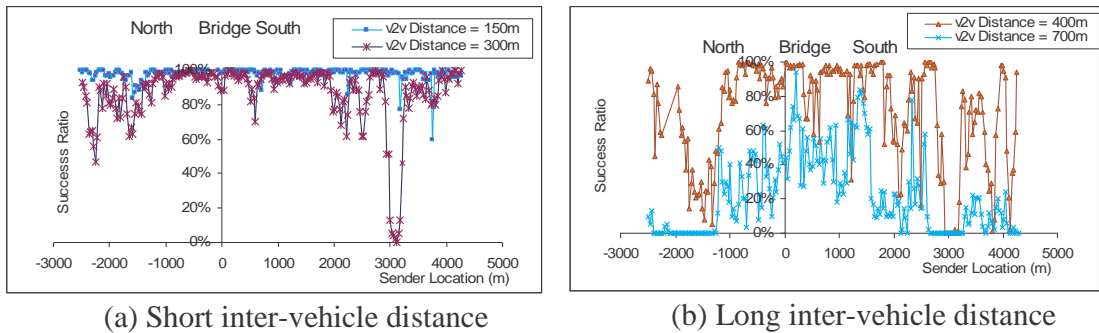 North Bridge South
v2v Distance = 150m
v2v Distance = 300m
100%
80%
60%
40%
20%
0%
Success Ratio
-3000 -2000 -1000 0 1000 2000 3000 4000 5000
Sender Location (m)
(a) Short inter-vehicle distance
v2v Distance = 400m
v2v Distance = 700m
North Bridge South
100%
80%
60%
40%
20%
0%
Success Ratio
-3000 -2000 -1000 0 1000 2000 3000 4000 5000
Sender Location (m)
(b) Long inter-vehicle distance